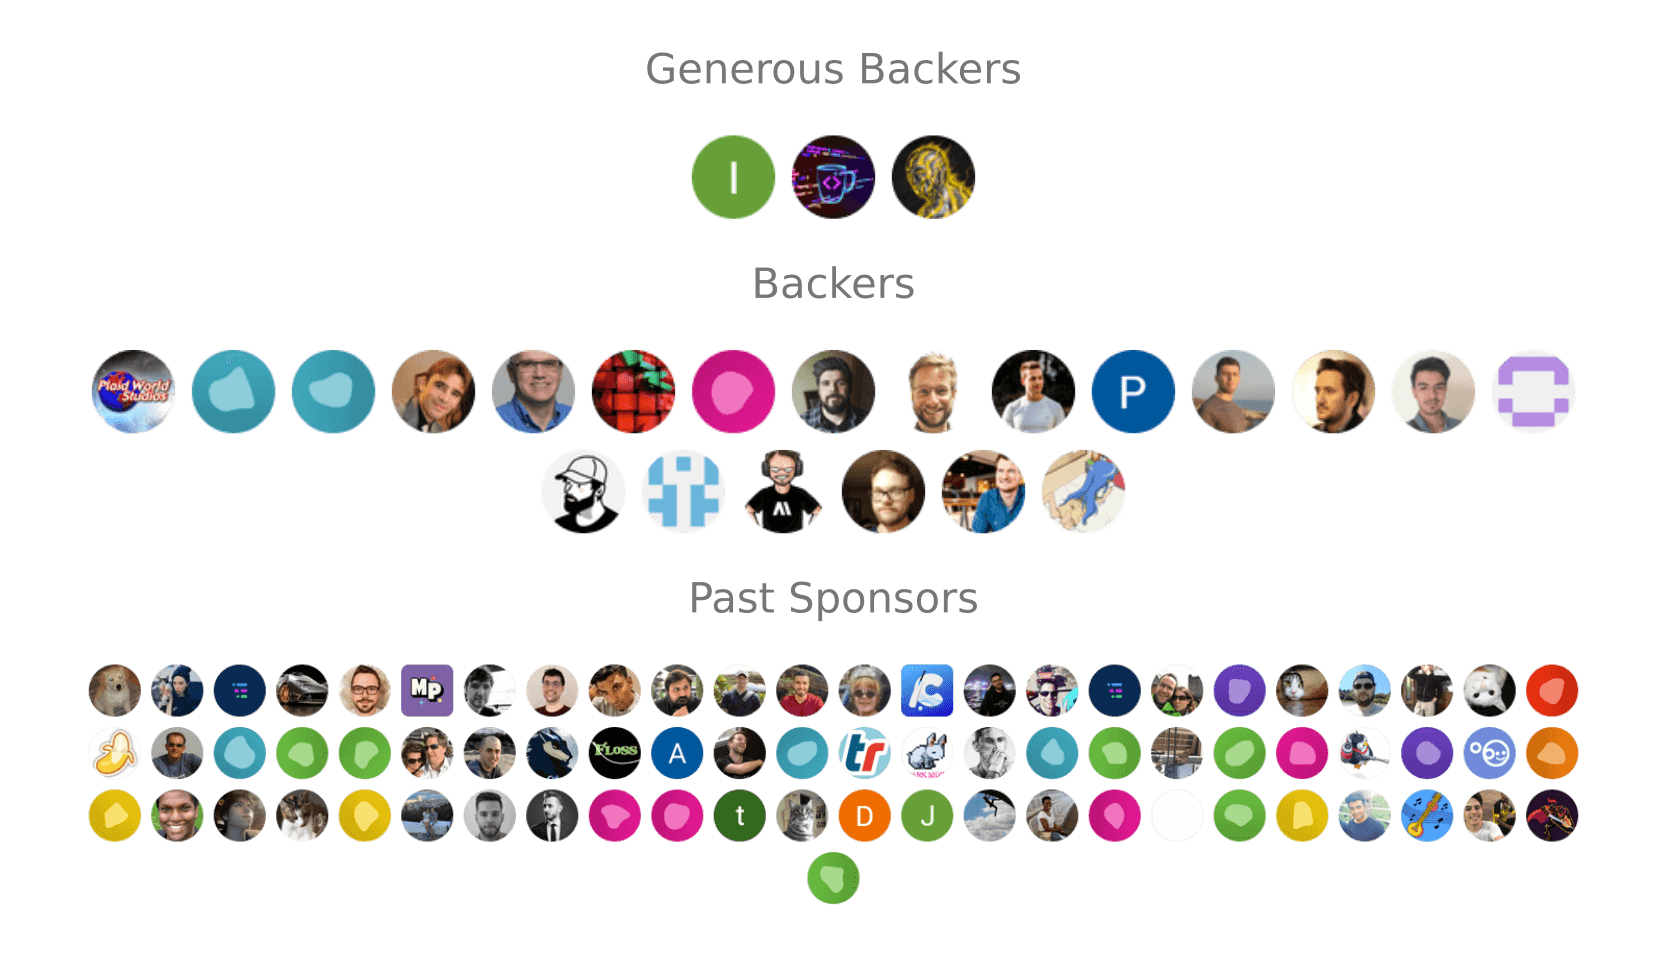 Generous Backers
I
<>
Backers
Plaid World
Studios
P
Past Sponsors
MP
C
FLOSS
A
tr
t
D
J